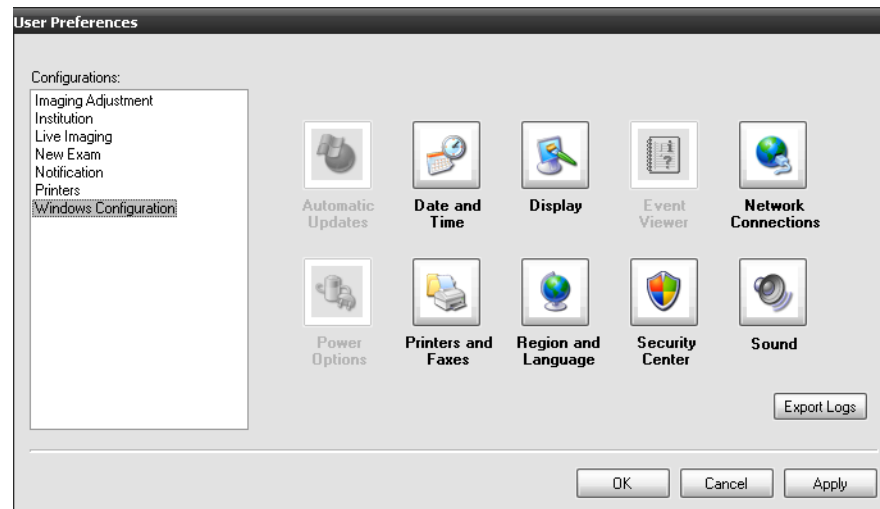 User Preferences
Configurations:
Imaging Adjustment
Institution
Live Imaging
New Exam
Notification
Printers
Windows Configuration
Automatic Updates
Date and Time
Display
Event Viewer
Network Connections
Power Options
Printers and Faxes
Region and Language
Security Center
Sound
Export Logs
OK
Cancel
Apply